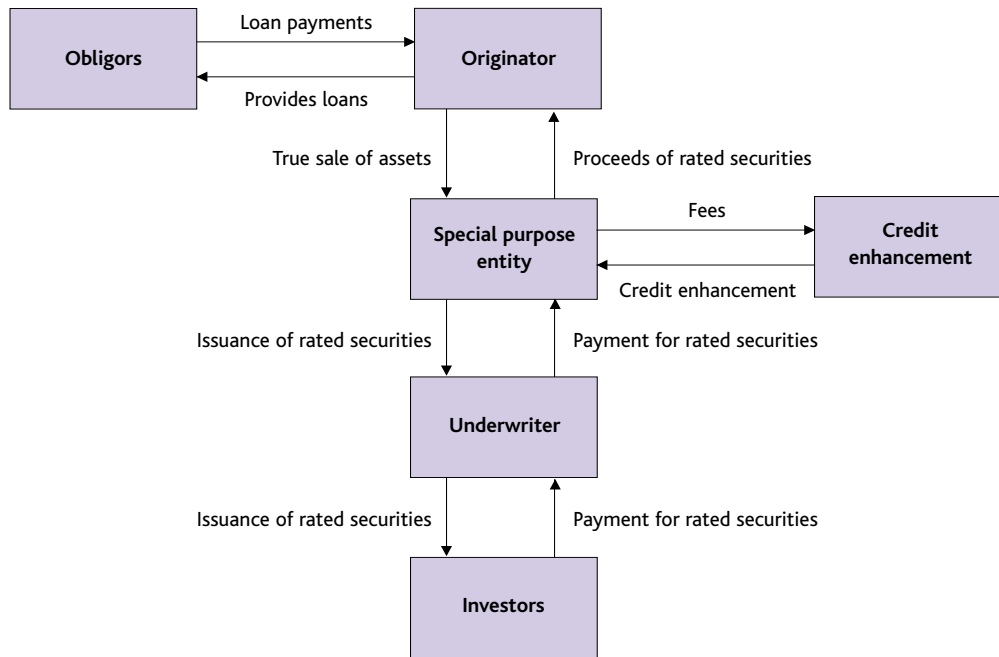 Loan payments
Obligors
Originator
Provides loans
True sale of assets
Proceeds of rated securities
Special purpose
entity
Fees
Credit
enhancement
Credit enhancement
Issuance of rated securities
Payment for rated securities
Underwriter
Issuance of rated securities
Payment for rated securities
Investors